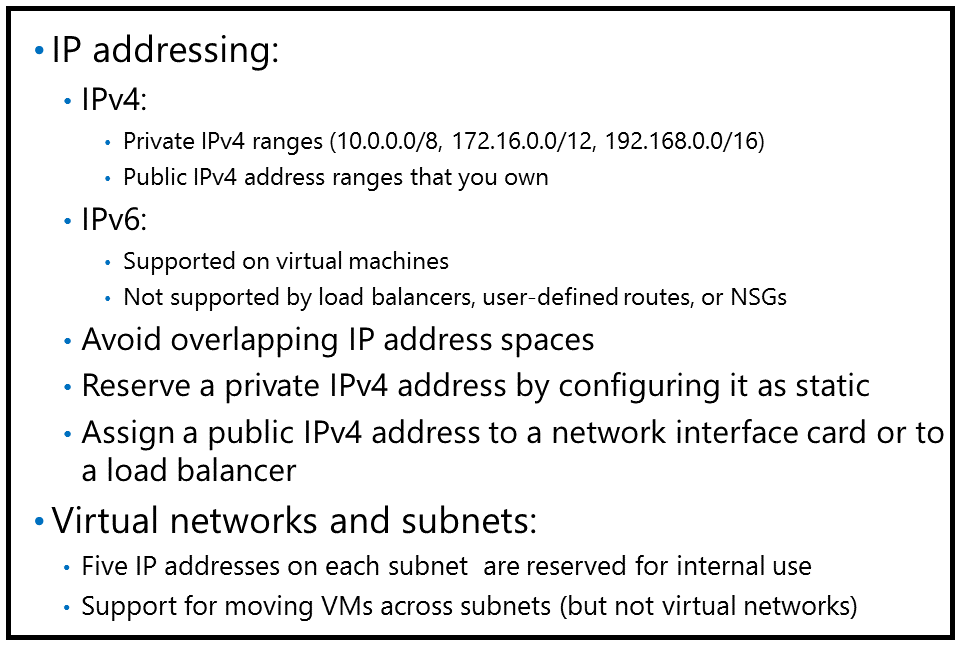 • IP addressing:
• IPv4:
• Private IPv4 ranges (10.0.0.0/8, 172.16.0.0/12, 192.168.0.0/16)
• Public IPv4 address ranges that you own
• IPv6:
• Supported on virtual machines
• Not supported by load balancers, user-defined routes, or NSGs
• Avoid overlapping IP address spaces
• Reserve a private IPv4 address by configuring it as static
• Assign a public IPv4 address to a network interface card or to
a load balancer
• Virtual networks and subnets:
• Five IP addresses on each subnet  are reserved for internal use
• Support for moving VMs across subnets (but not virtual networks)